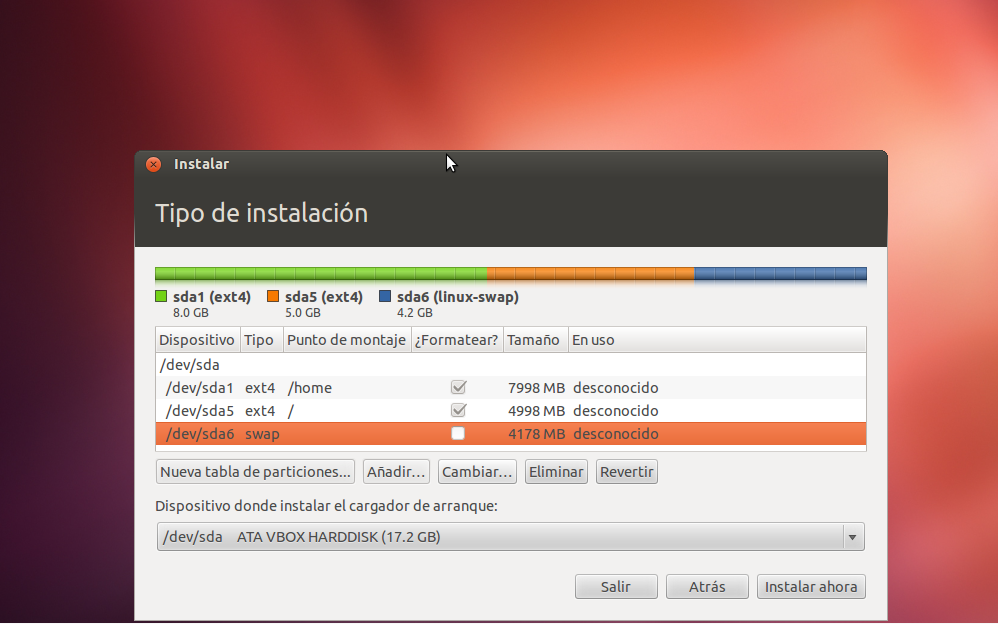 Instalar
Tipo de instalación
sda1 (ext4) sda5 (ext4) sda6 (linux-swap)
8.0 GB 5.0 GB 4.2 GB
Dispositivo Tipo Punto de montaje ¿Formatear? Tamaño En uso
/dev/sda
/dev/sda1 ext4 /home 7998 MB desconocido
/dev/sda5 ext4 / 4998 MB desconocido
/dev/sda6 swap 4178 MB desconocido
Nueva tabla de particiones... Añadir... Cambiar... Eliminar Revertir
Dispositivo donde instalar el cargador de arranque:
/dev/sda ATA VBOX HARDDISK (17.2 GB)
Salir Atrás Instalar ahora